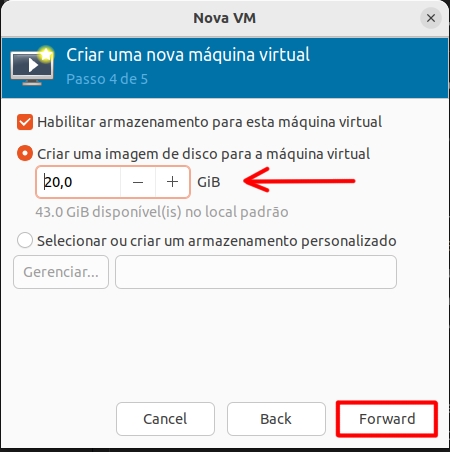 Nova VM
Criar uma nova máquina virtual
Passo 4 de 5
Habilitar armazenamento para esta máquina virtual
Criar uma imagem de disco para a máquina virtual
20,0 − + GiB
43.0 GiB disponível(is) no local padrão
Selecionar ou criar um armazenamento personalizado
Gerenciar...
Cancel Back Forward